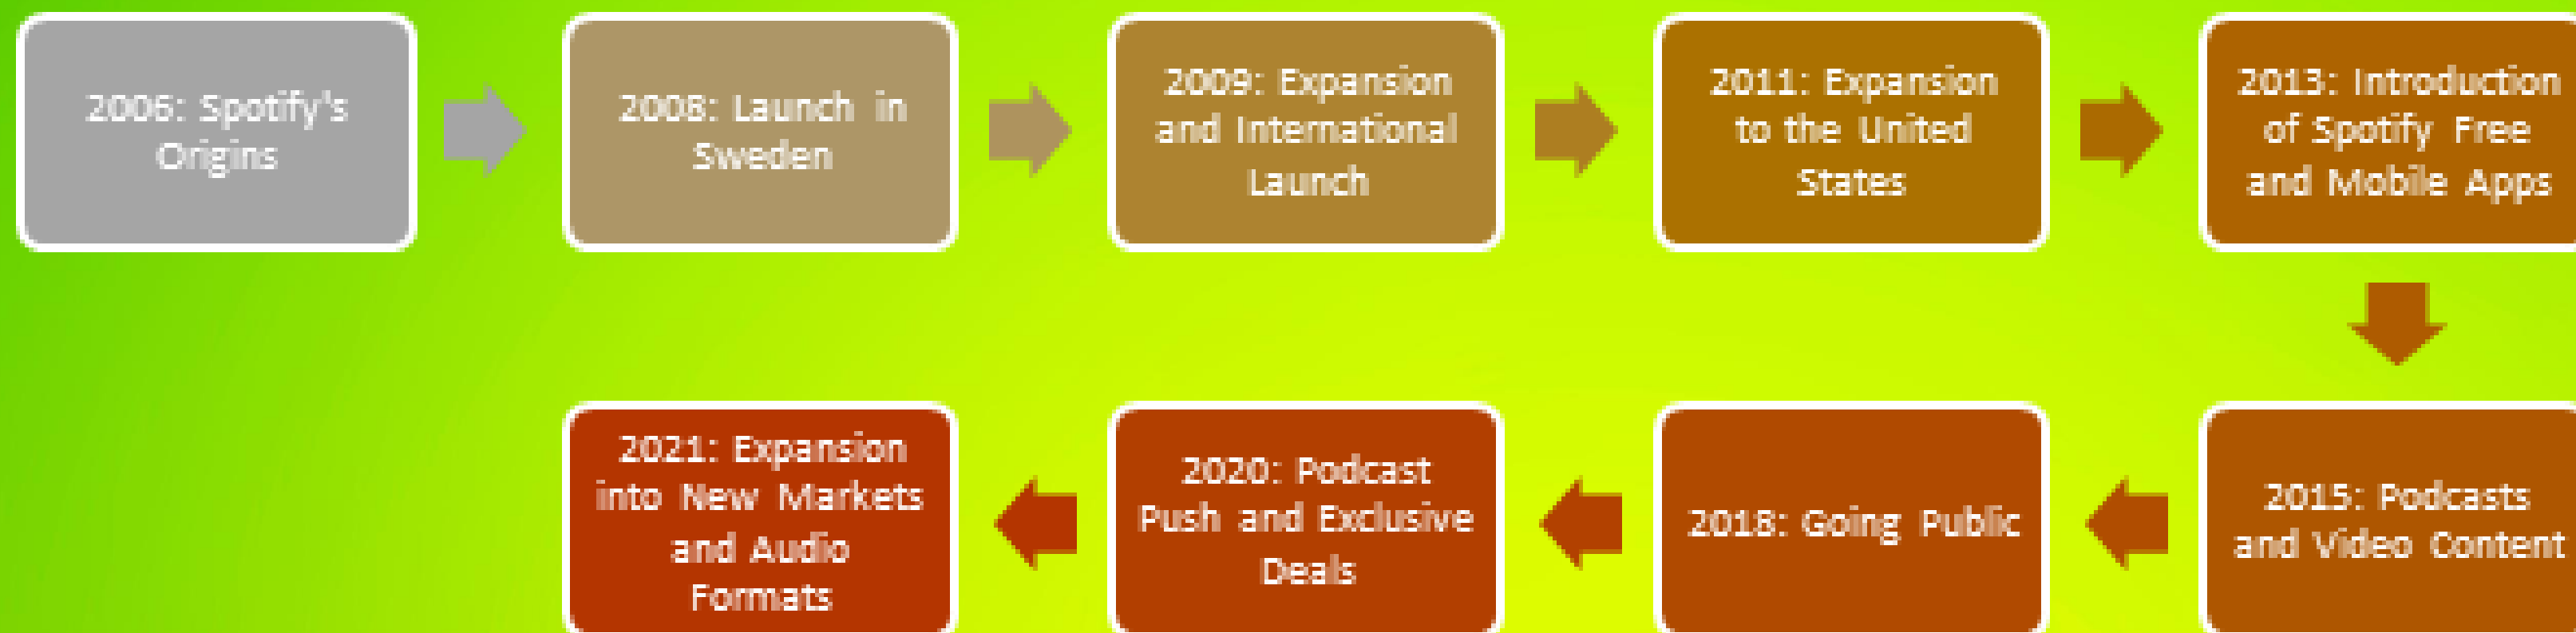 2006: Spotify's
Origins
2008: Launch in
Sweden
2009: Expansion
and International
Launch
2011: Expansion
to the United
States
2013: Introduction
of Spotify Free
and Mobile Apps
2015: Podcasts
and Video Content
2018: Going Public
2020: Podcast
Push and Exclusive
Deals
2021: Expansion
into New Markets
and Audio
Formats